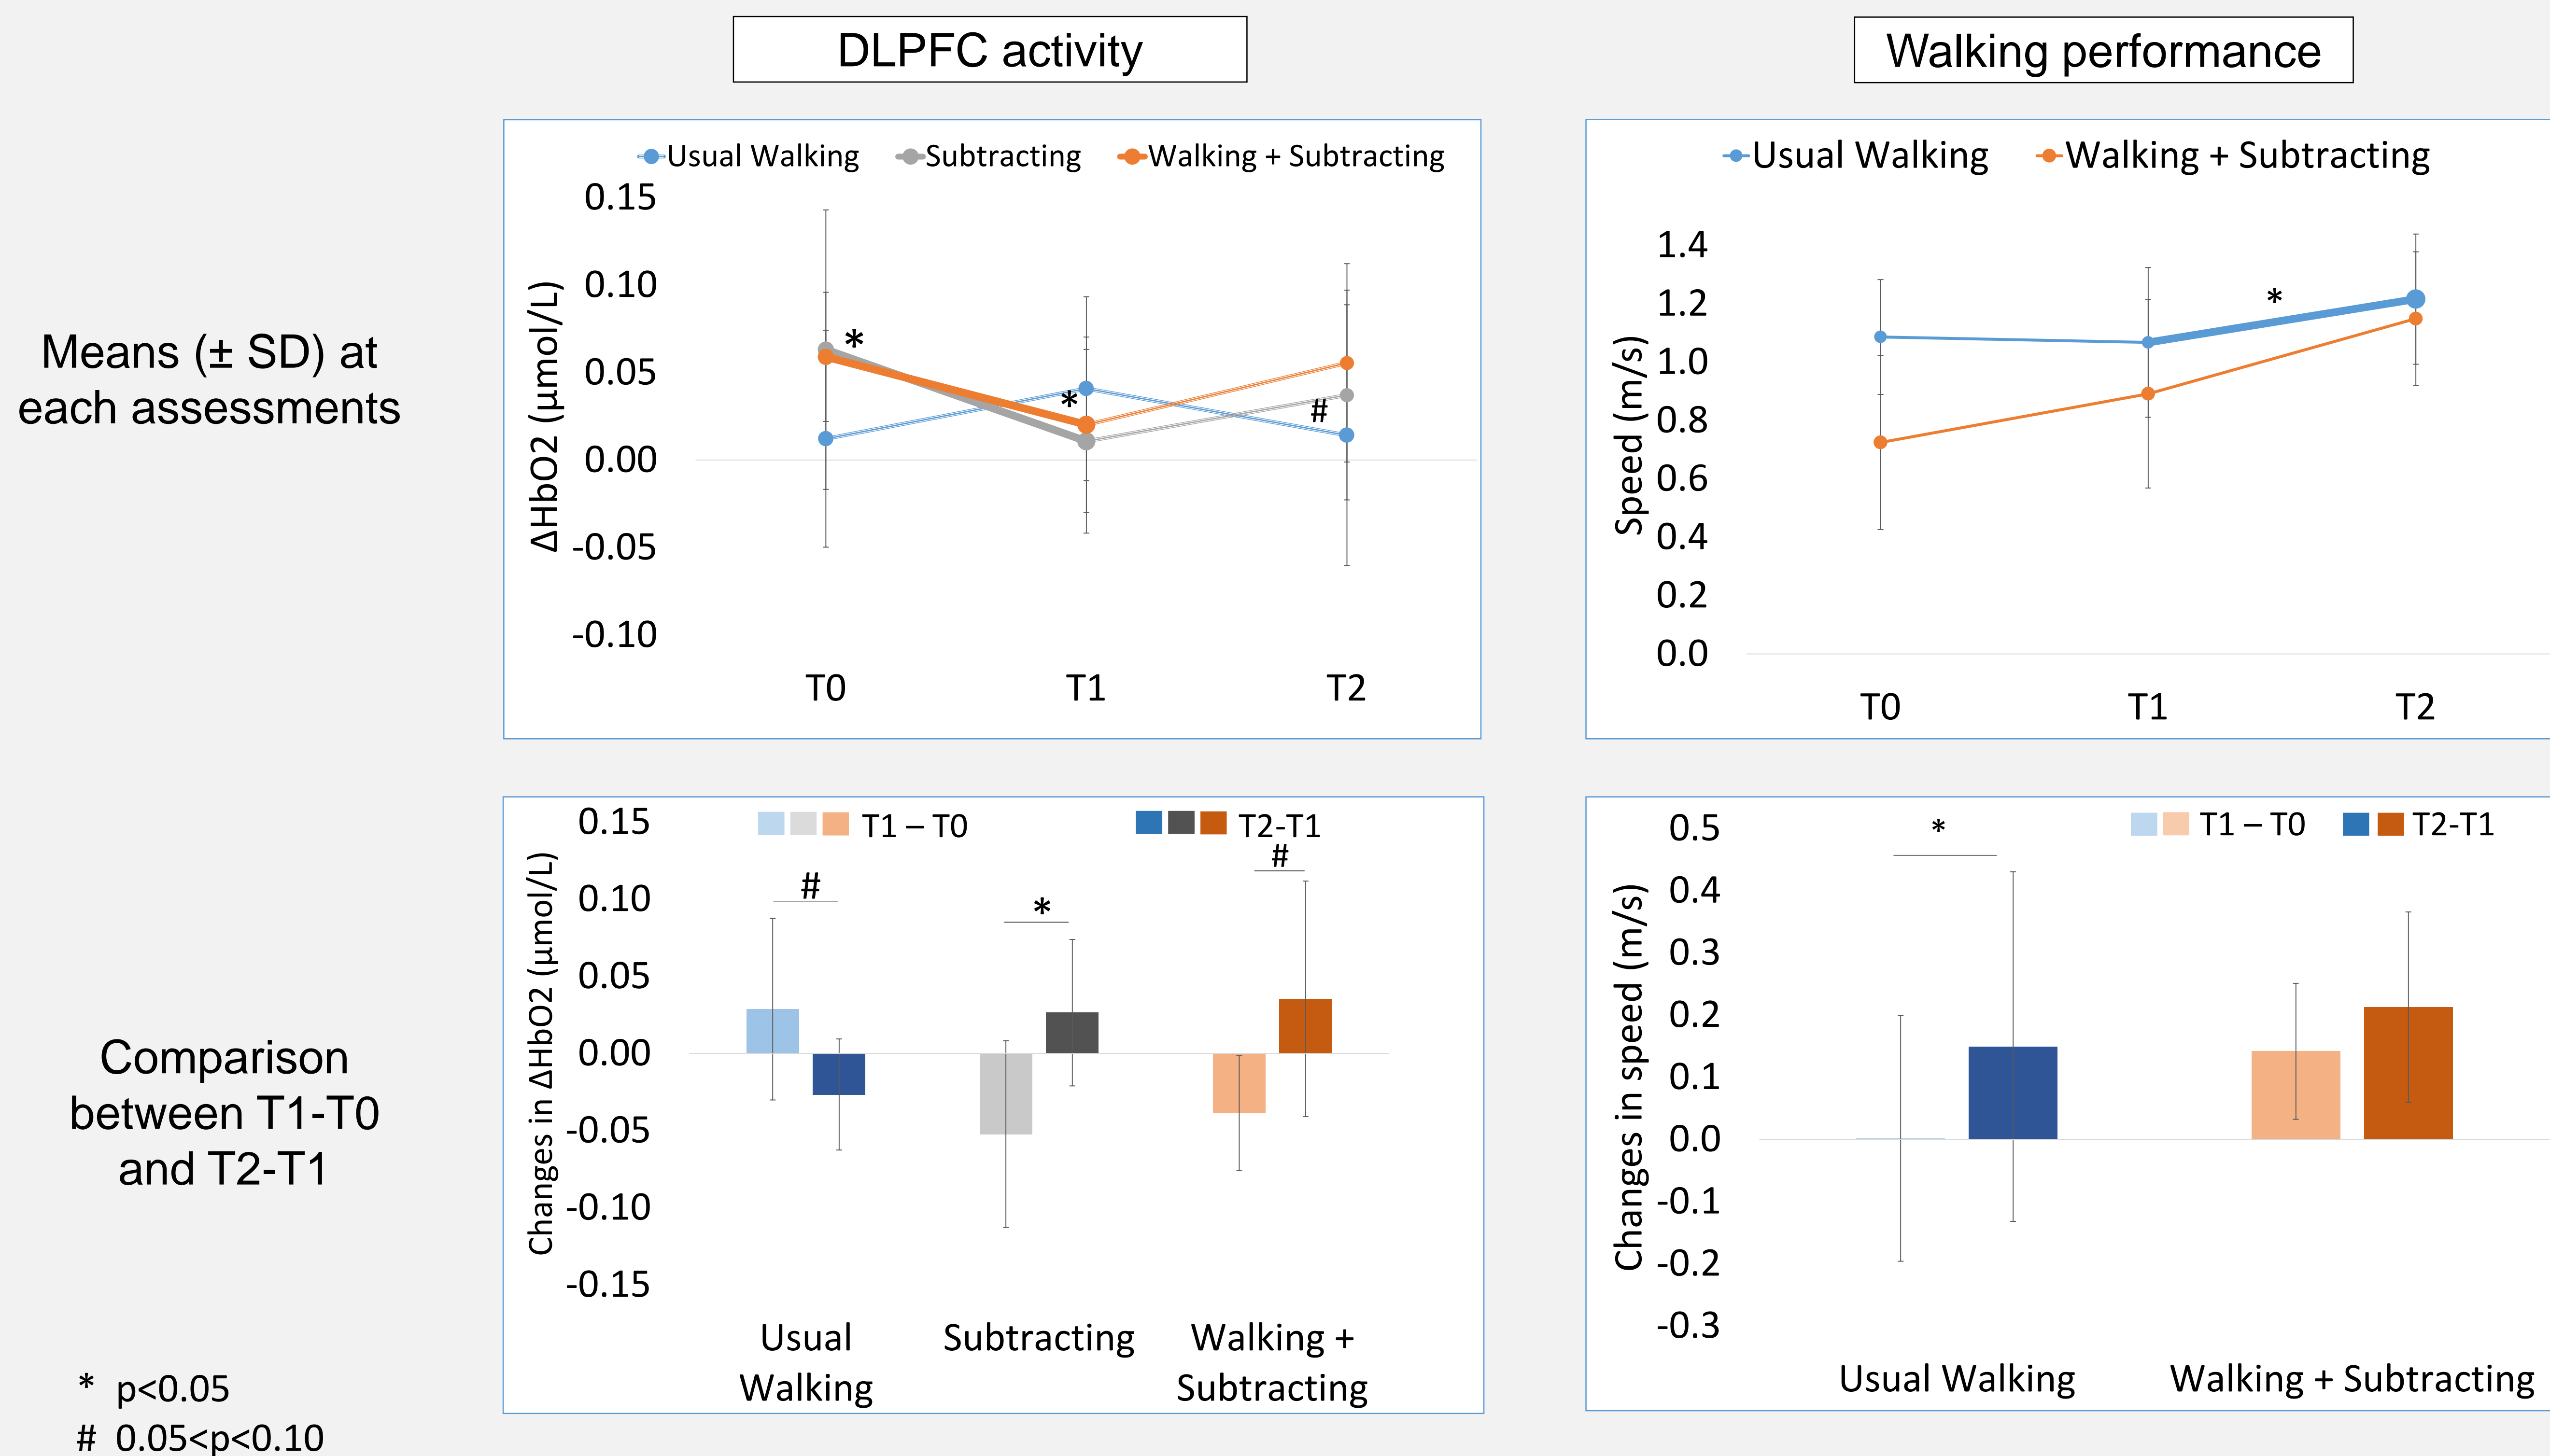 DLPFC activity
Walking performance
Means (± SD) at
each assessments
Usual Walking
Subtracting
Walking + Subtracting
ΔHbO2 (µmol/L)
0.15
0.10
0.05
0.00
-0.05
-0.10
*
*
#
T0
T1
T2
Usual Walking
Walking + Subtracting
Speed (m/s)
1.4
1.2
1.0
0.8
0.6
0.4
0.2
0.0
*
T0
T1
T2
Comparison
between T1-T0
and T2-T1
T1 – T0
T2-T1
Changes in ΔHbO2 (µmol/L)
0.15
0.10
0.05
0.00
-0.05
-0.10
-0.15
#
*
#
Usual
Walking
Subtracting
Walking +
Subtracting
T1 – T0
T2-T1
Changes in speed (m/s)
0.5
0.4
0.3
0.2
0.1
0.0
-0.1
-0.2
-0.3
*
Usual Walking
Walking + Subtracting
* p<0.05
# 0.05<p<0.10